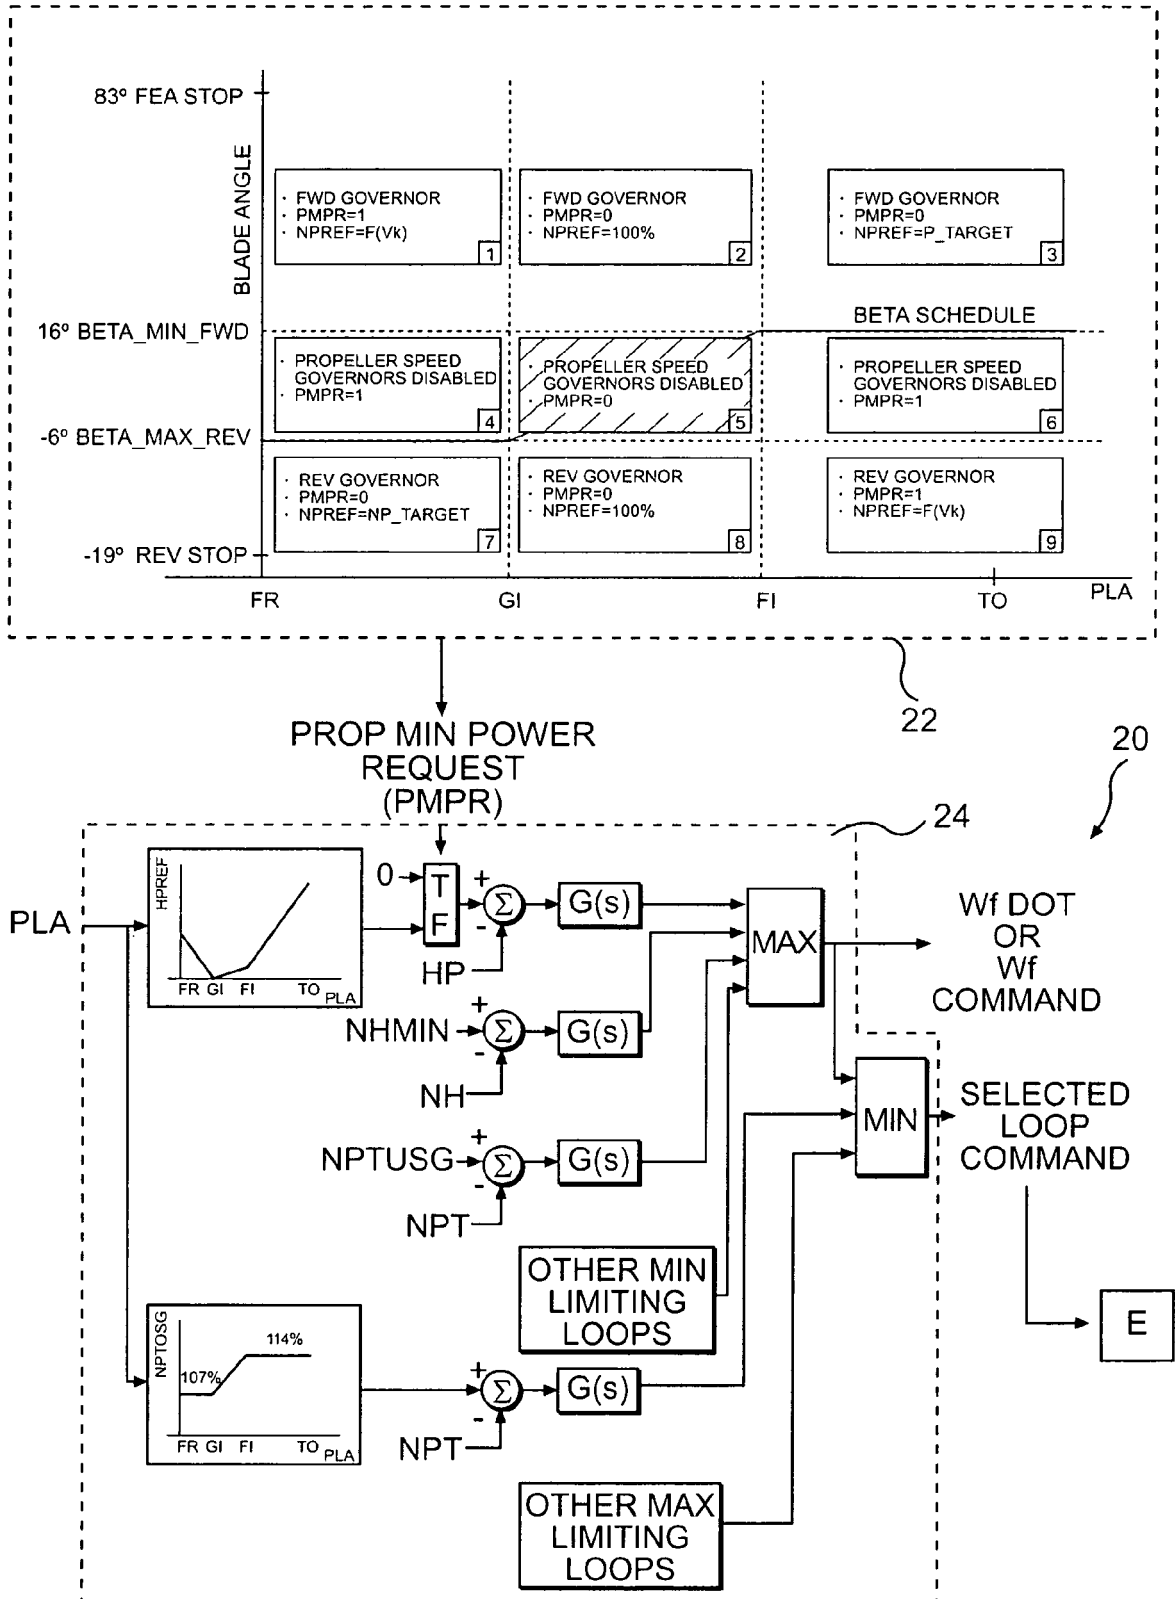 83° FEA STOP
BLADE ANGLE
· FWD GOVERNOR
· PMPR=1
· NPREF=F(Vk)
1
· FWD GOVERNOR
· PMPR=0
· NPREF=100%
2
· FWD GOVERNOR
· PMPR=0
· NPREF=P_TARGET
3
16° BETA_MIN_FWD
BETA SCHEDULE
· PROPELLER SPEED
GOVERNORS DISABLED
· PMPR=1
4
· PROPELLER SPEED
GOVERNORS DISABLED
· PMPR=0
5
· PROPELLER SPEED
GOVERNORS DISABLED
· PMPR=1
6
-6° BETA_MAX_REV
· REV GOVERNOR
· PMPR=0
· NPREF=NP_TARGET
7
· REV GOVERNOR
· PMPR=0
· NPREF=100%
8
· REV GOVERNOR
· PMPR=1
· NPREF=F(Vk)
9
-19° REV STOP
FR GI FI TO PLA
22
PROP MIN POWER
REQUEST
(PMPR)
20
24
PLA
HPREF
FR GI FI TO PLA
0
T
F
+
Σ
-
HP
G(s)
MAX
Wf DOT
OR
Wf
COMMAND
NHMIN
+
Σ
-
NH
G(s)
MIN
SELECTED
LOOP
COMMAND
NPTUSG
+
Σ
-
NPT
G(s)
OTHER MIN
LIMITING
LOOPS
E
NPTOSG
107%
114%
FR GI FI TO PLA
+
Σ
-
NPT
G(s)
OTHER MAX
LIMITING
LOOPS